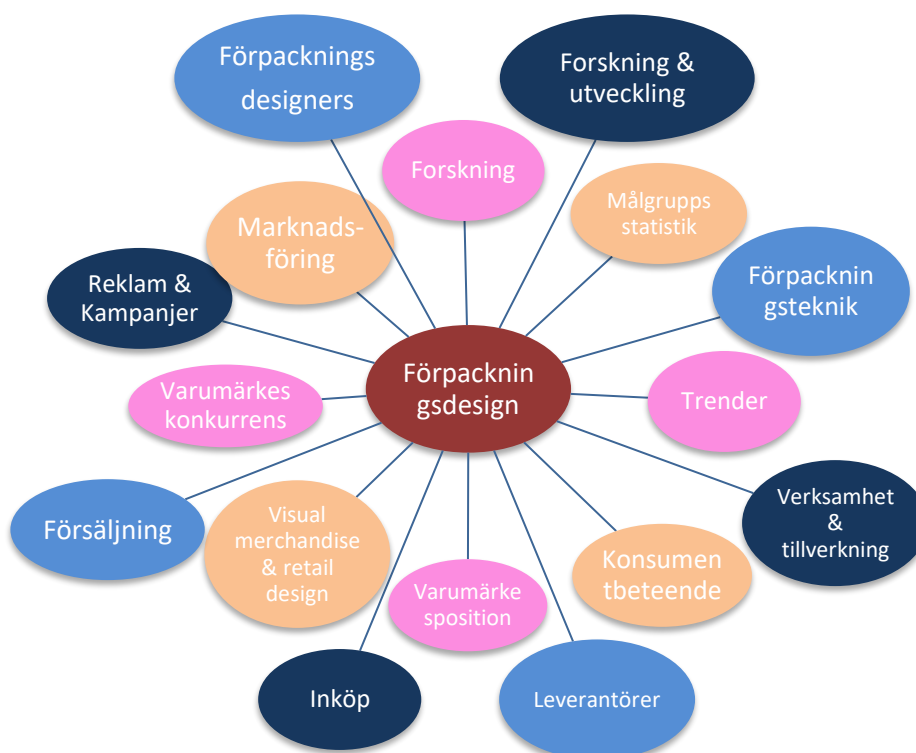 Förpacknings
designers
Forskning &
utveckling
Forskning
Målgrupps
statistik
Marknads-
föring
Reklam &
Kampanjer
Förpacknin
gsteknik
Förpacknin
gsdesign
Varumärkes
konkurrens
Trender
Försäljning
Visual
merchandise
& retail
design
Verksamhet
&
tillverkning
Konsumen
tbeteende
Varumärke
sposition
Inköp
Leverantörer